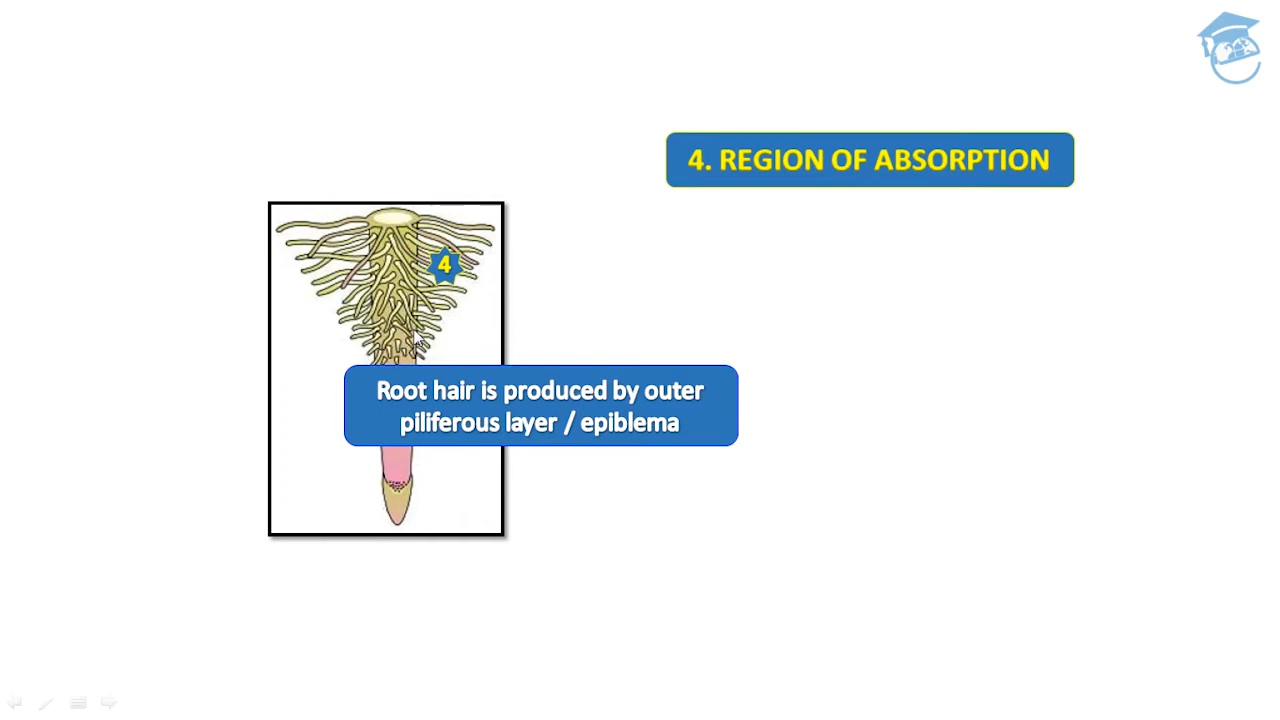 4. REGION OF ABSORPTION
4
Root hair is produced by outer
piliferous layer / epiblema